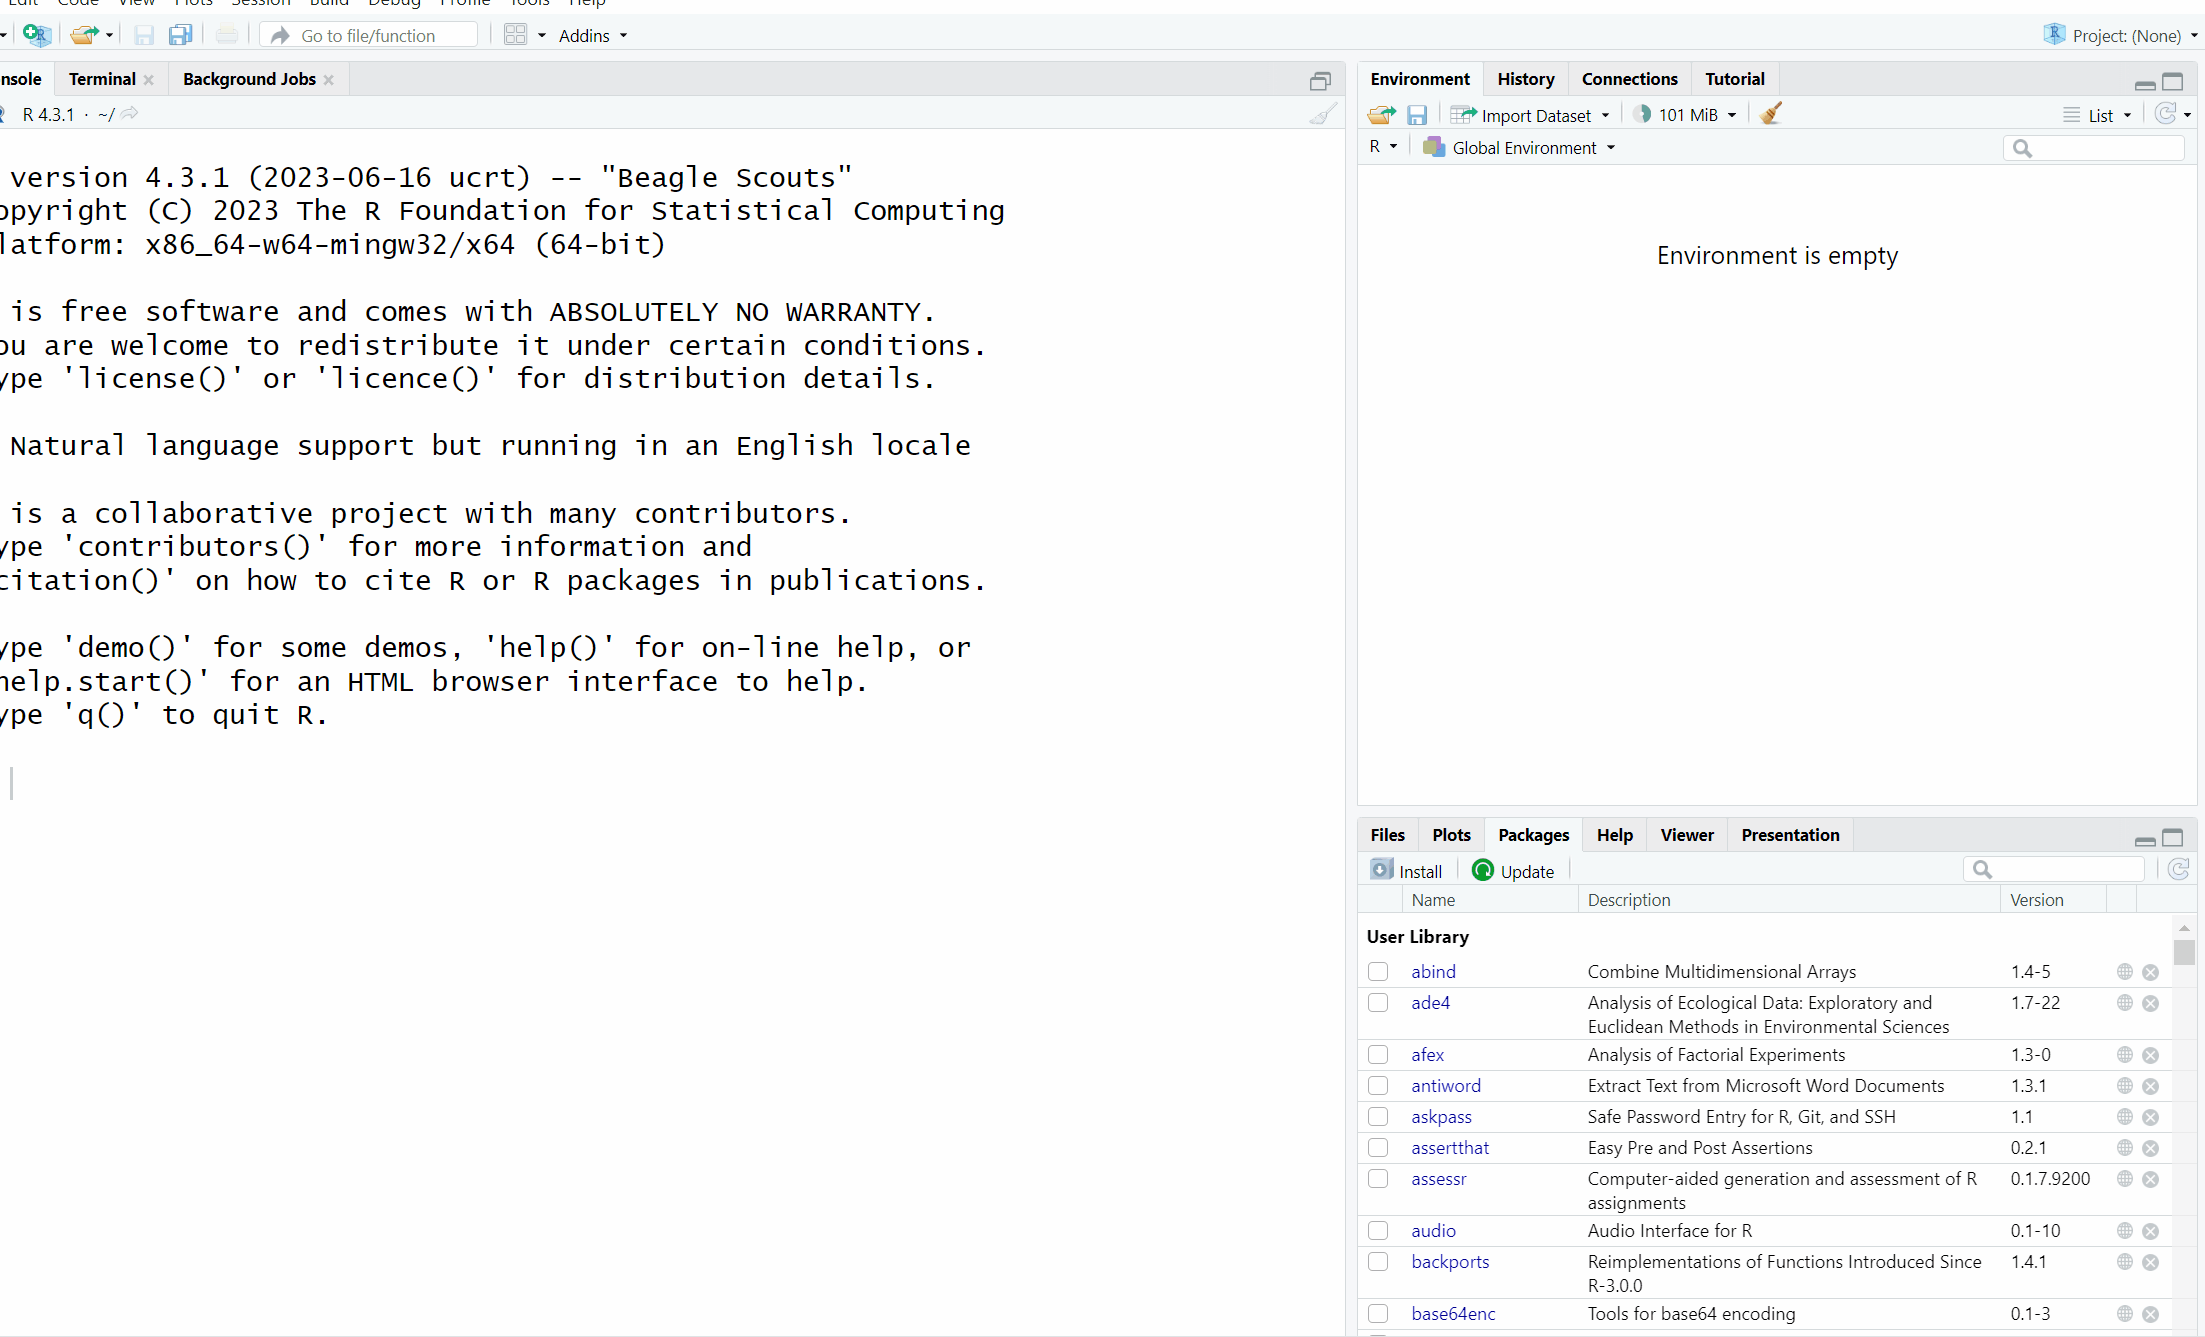 Edit Code View Plots Session Build Debug Profile Tools Help
Go to file/function Addins Project: (None)
nsole Terminal Background Jobs
R 4.3.1 · ~/
version 4.3.1 (2023-06-16 ucrt) -- "Beagle Scouts"
opyright (C) 2023 The R Foundation for Statistical Computing
latform: x86_64-w64-mingw32/x64 (64-bit)
is free software and comes with ABSOLUTELY NO WARRANTY.
ou are welcome to redistribute it under certain conditions.
ype 'license()' or 'licence()' for distribution details.
Natural language support but running in an English locale
is a collaborative project with many contributors.
ype 'contributors()' for more information and
citation()' on how to cite R or R packages in publications.
ype 'demo()' for some demos, 'help()' for on-line help, or
help.start()' for an HTML browser interface to help.
ype 'q()' to quit R.
Environment History Connections Tutorial
Import Dataset 101 MiB List
R Global Environment
Environment is empty
Files Plots Packages Help Viewer Presentation
Install Update
Name Description Version
User Library
abind Combine Multidimensional Arrays 1.4-5
ade4 Analysis of Ecological Data: Exploratory and 1.7-22
Euclidean Methods in Environmental Sciences
afex Analysis of Factorial Experiments 1.3-0
antiword Extract Text from Microsoft Word Documents 1.3.1
askpass Safe Password Entry for R, Git, and SSH 1.1
assertthat Easy Pre and Post Assertions 0.2.1
assessr Computer-aided generation and assessment of R 0.1.7.9200
assignments
audio Audio Interface for R 0.1-10
backports Reimplementations of Functions Introduced Since 1.4.1
R-3.0.0
base64enc Tools for base64 encoding 0.1-3